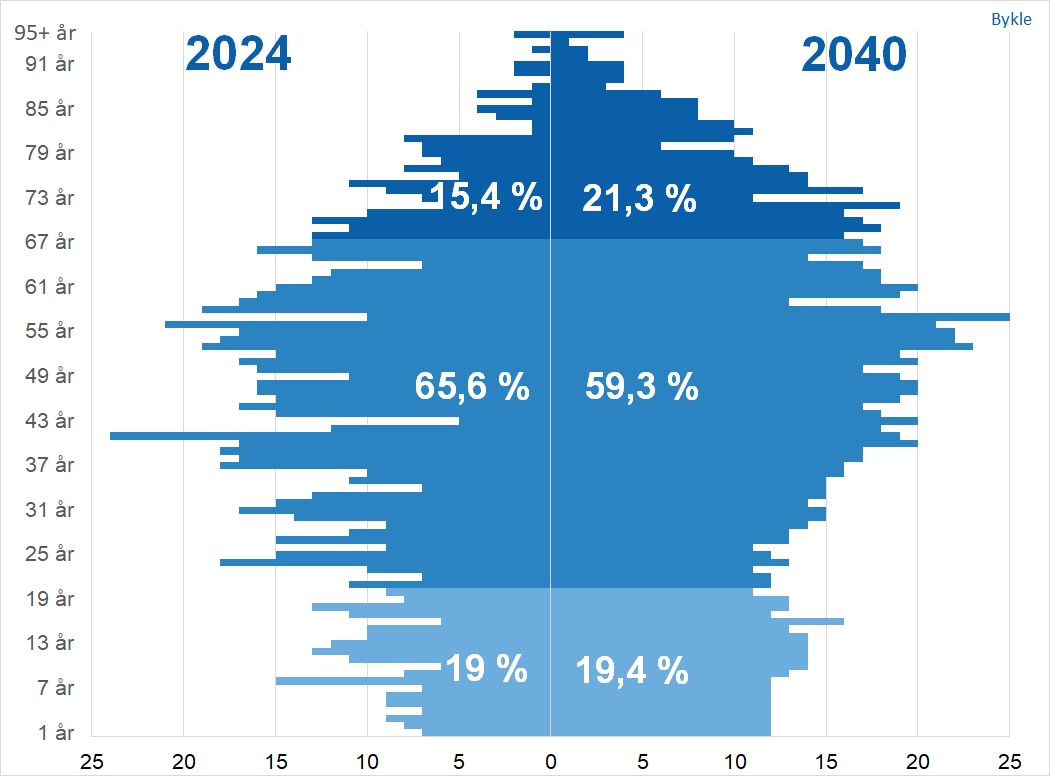 Bykle
2024
2040
95+ år
91 år
85 år
79 år
73 år
67 år
61 år
55 år
49 år
43 år
37 år
31 år
25 år
19 år
13 år
7 år
1 år
15,4 %
21,3 %
65,6 %
59,3 %
19 %
19,4 %
25 20 15 10 5 0 5 10 15 20 25